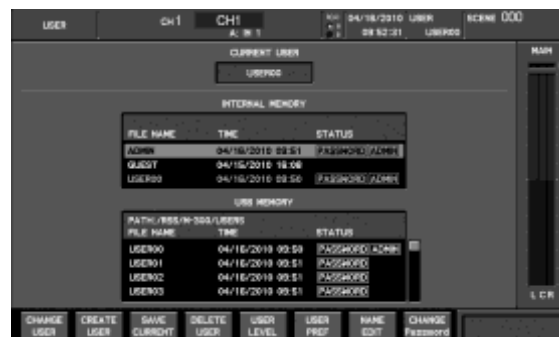 USER
CH1
CH1
04/16/2010 USER
SCENE 000
09:52:31 USER00
MAIN
CURRENT USER
USER00
INTERNAL MEMORY
FILE NAME TIME STATUS
ADMIN 04/16/2010 09:51 PASSWORD ADMIN
GUEST 04/15/2010 16:08
USER00 04/16/2010 09:50 PASSWORD ADMIN
USB MEMORY
PATH:/RSS/M-300/USERS
FILE NAME TIME STATUS
USER00 04/16/2010 09:50 PASSWORD ADMIN
USER01 04/16/2010 09:51 PASSWORD
USER02 04/16/2010 09:51 PASSWORD
USER03 04/16/2010 09:51 PASSWORD
L C R
CHANGE USER
CREATE USER
SAVE CURRENT
DELETE USER
USER LEVEL
USER PREF
NAME EDIT
CHANGE Password